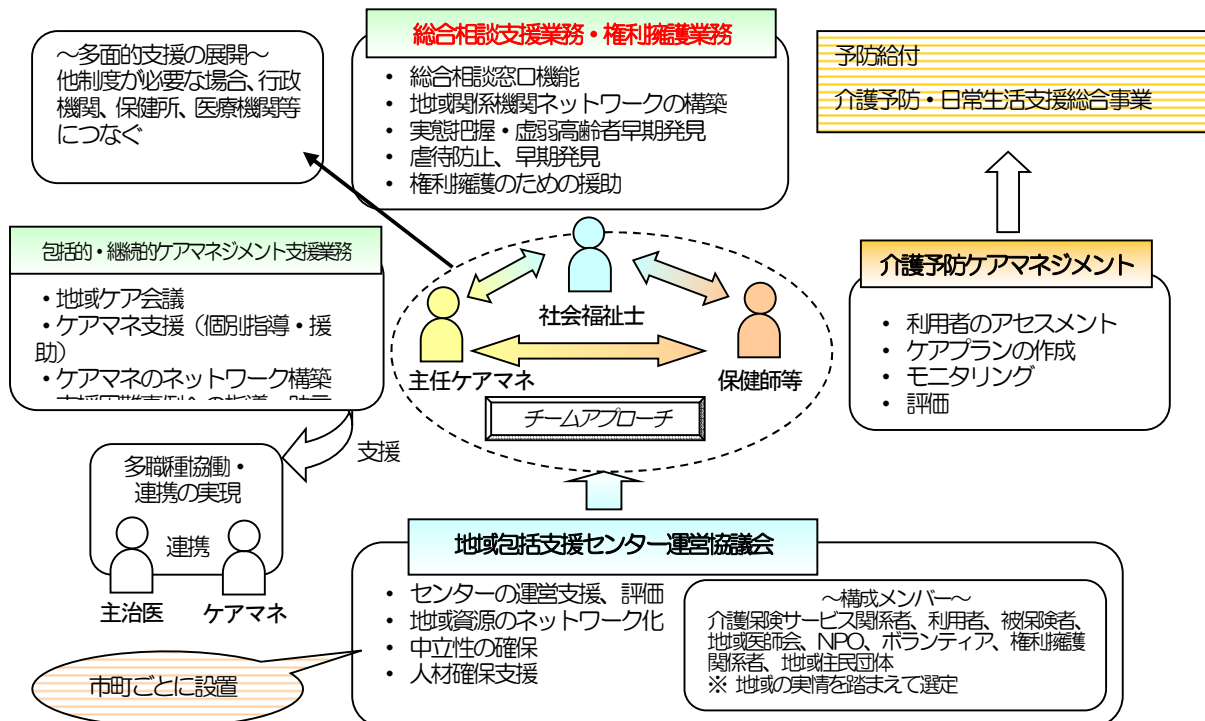 ~多面的支援の展開~
他制度が必要な場合、行政
機関、保健所、医療機関等
につなぐ
総合相談支援業務・権利擁護業務
・ 総合相談窓口機能
・ 地域関係機関ネットワークの構築
・ 実態把握・虚弱高齢者早期発見
・ 虐待防止、早期発見
・ 権利擁護のための援助
予防給付
介護予防・日常生活支援総合事業
包括的・継続的ケアマネジメント支援業務
・地域ケア会議
・ケアマネ支援（個別指導・援
助）
・ケアマネのネットワーク構築
社会福祉士
主任ケアマネ
保健師等
チームアプローチ
介護予防ケアマネジメント
・ 利用者のアセスメント
・ ケアプランの作成
・ モニタリング
・ 評価
支援
多職種協働・
連携の実現
連携
主治医
ケアマネ
地域包括支援センター運営協議会
・ センターの運営支援、評価
・ 地域資源のネットワーク化
・ 中立性の確保
・ 人材確保支援
~構成メンバー~
介護保険サービス関係者、利用者、被保険者、
地域医師会、NPO、ボランティア、権利擁護
関係者、地域住民団体
※ 地域の実情を踏まえて選定
市町ごとに設置